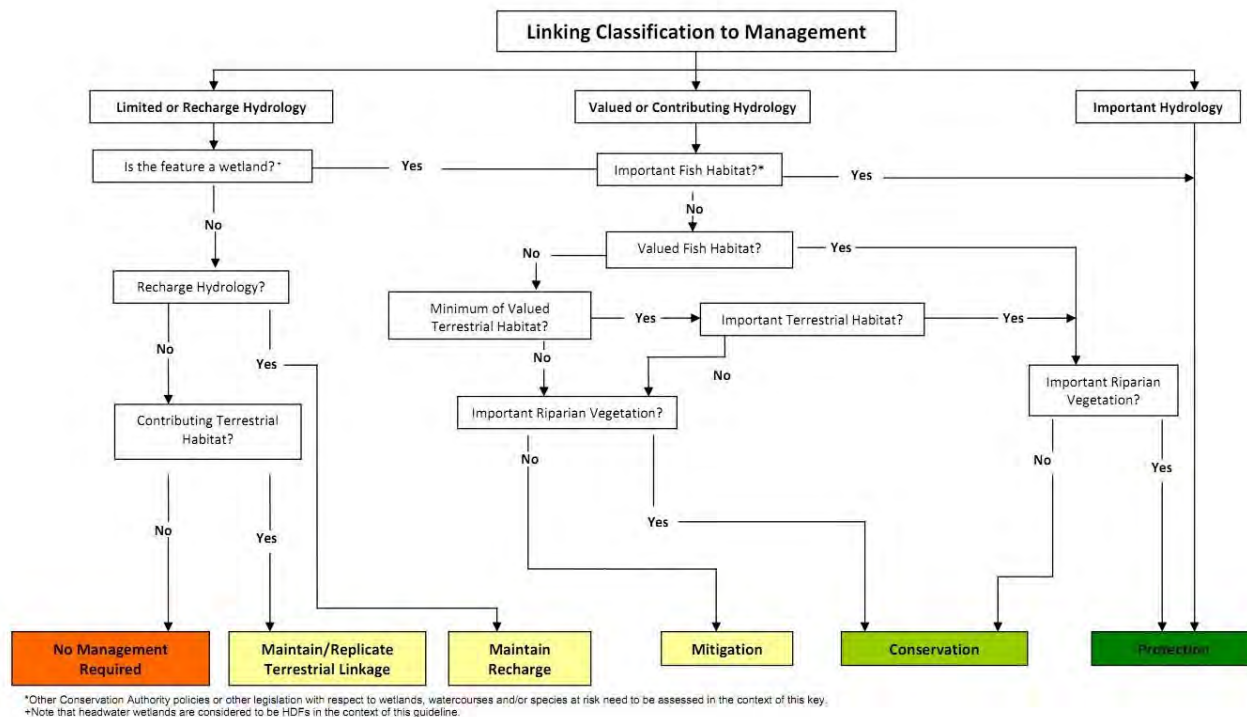 Linking Classification to Management
Limited or Recharge Hydrology
Valued or Contributing Hydrology
Important Hydrology
Is the feature a wetland?+
Yes
Important Fish Habitat?*
Yes
No
No
Valued Fish Habitat?
No
Yes
Recharge Hydrology?
Minimum of Valued
Terrestrial Habitat?
Yes
Important Terrestrial Habitat?
Yes
No
Yes
No
No
Important Riparian
Vegetation?
Contributing Terrestrial
Habitat?
Important Riparian Vegetation?
No
No
Yes
No
Yes
Yes
No Management
Required
Maintain/Replicate
Terrestrial Linkage
Maintain
Recharge
Mitigation
Conservation
Protection
*Other Conservation Authority policies or other legislation with respect to wetlands, watercourses and/or species at risk need to be assessed in the context of this key.
+Note that headwater wetlands are considered to be HDFs in the context of this guideline.